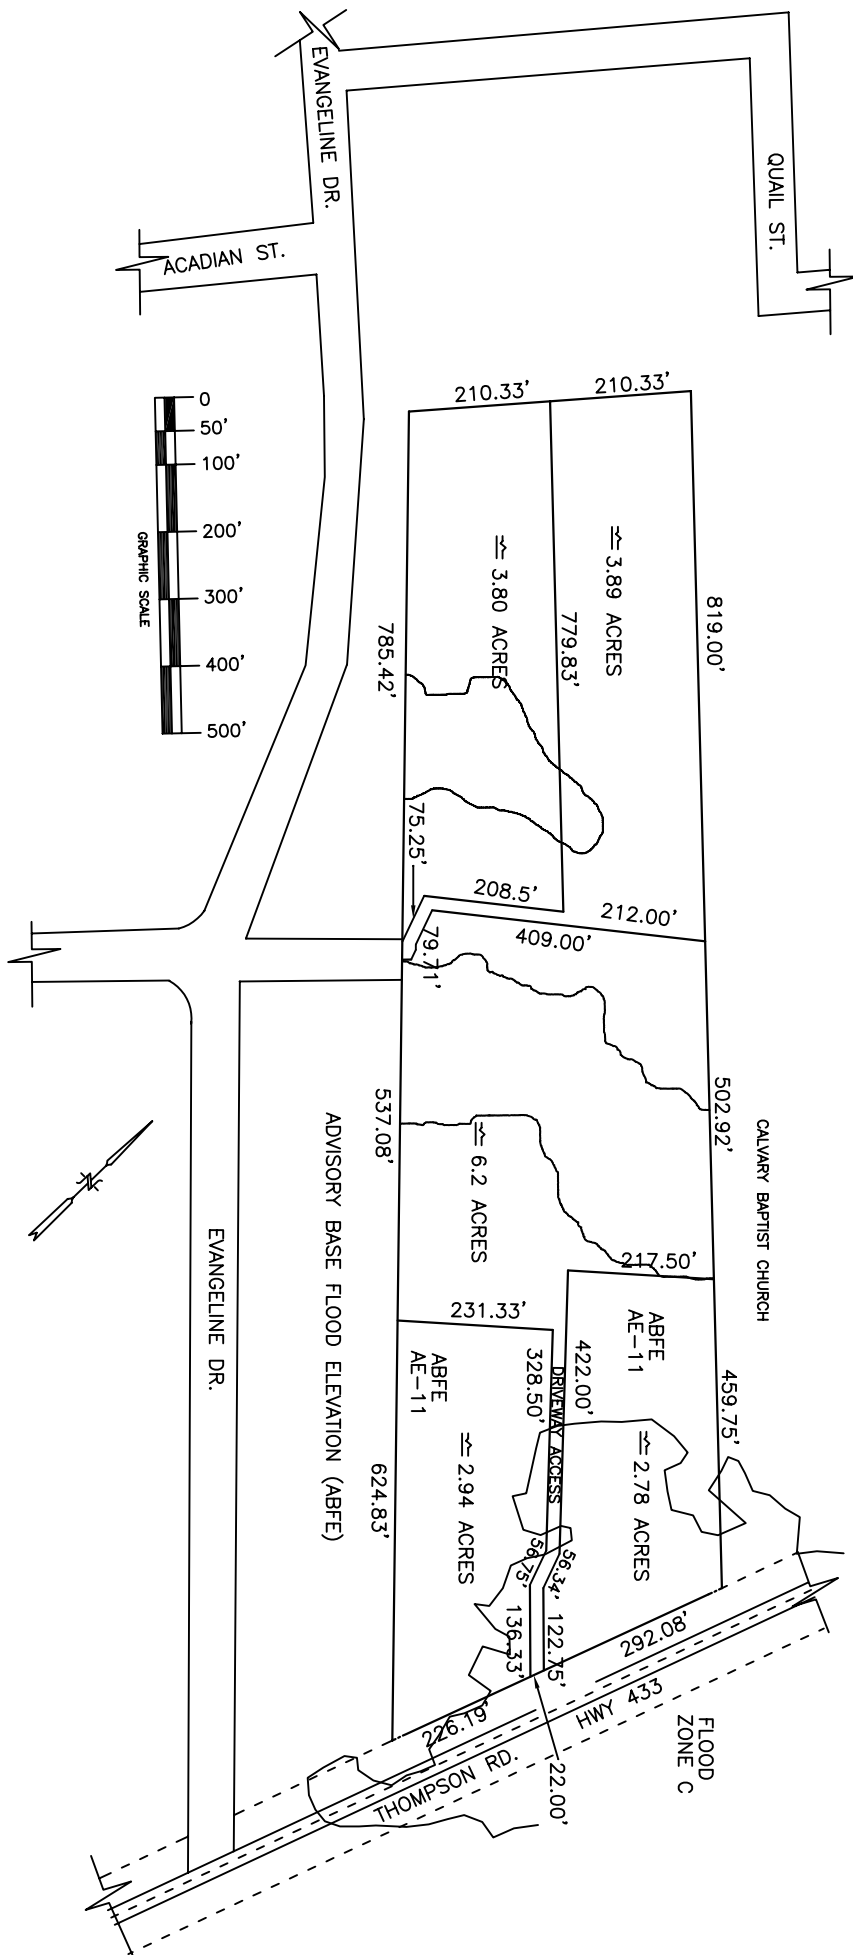 EVANGELINE DR.
QUAIL ST.
ACADIAN ST.
0
50'
100'
200'
300'
400'
500'
GRAPHIC SCALE
210.33'
210.33'
≈ 3.80 ACRES
≈ 3.89 ACRES
785.42'
779.83'
819.00'
75.25'
208.5'
212.00'
409.00'
79.71'
537.08'
502.92'
CALVARY BAPTIST CHURCH
≈ 6.2 ACRES
ADVISORY BASE FLOOD ELEVATION (ABFE)
EVANGELINE DR.
N
217.50'
231.33'
ABFE
AE-11
ABFE
AE-11
328.50'
DRIVEWAY ACCESS
422.00'
459.75'
624.83'
≈ 2.94 ACRES
≈ 2.78 ACRES
56.75'
56.34'
136.33'
122.75'
292.08'
226.19'
22.00'
HWY 433
THOMPSON RD.
FLOOD
ZONE C